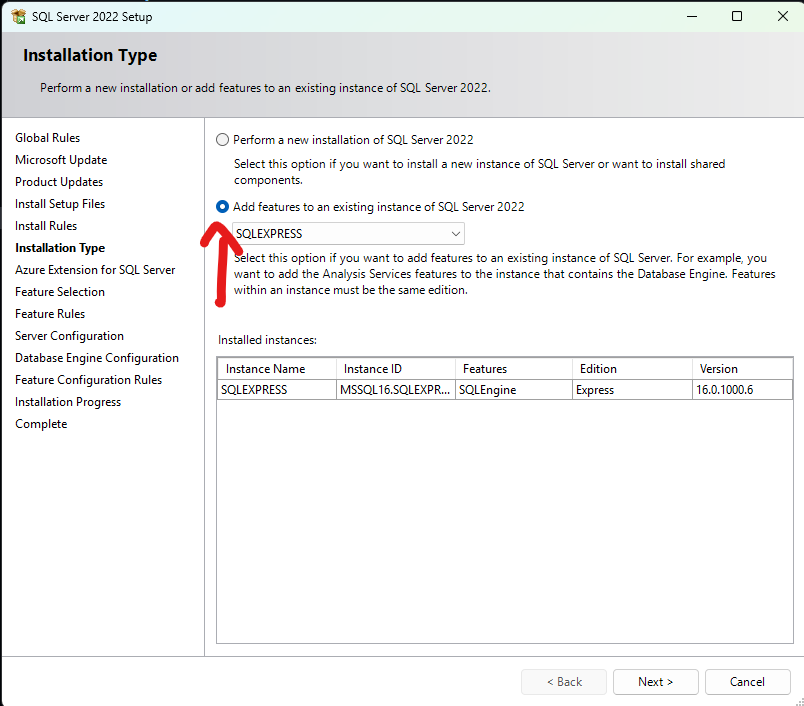 SQL Server 2022 Setup
Installation Type
Perform a new installation or add features to an existing instance of SQL Server 2022.
Global Rules
Microsoft Update
Product Updates
Install Setup Files
Install Rules
Installation Type
Azure Extension for SQL Server
Feature Selection
Feature Rules
Server Configuration
Database Engine Configuration
Feature Configuration Rules
Installation Progress
Complete
Perform a new installation of SQL Server 2022
Select this option if you want to install a new instance of SQL Server or want to install shared
components.
Add features to an existing instance of SQL Server 2022
SQLEXPRESS
Select this option if you want to add features to an existing instance of SQL Server. For example, you
want to add the Analysis Services features to the instance that contains the Database Engine. Features
within an instance must be the same edition.
Installed instances:
Instance Name Instance ID Features Edition Version
SQLEXPRESS MSSQL16.SQLEXPR... SQLEngine Express 16.0.1000.6
< Back Next > Cancel